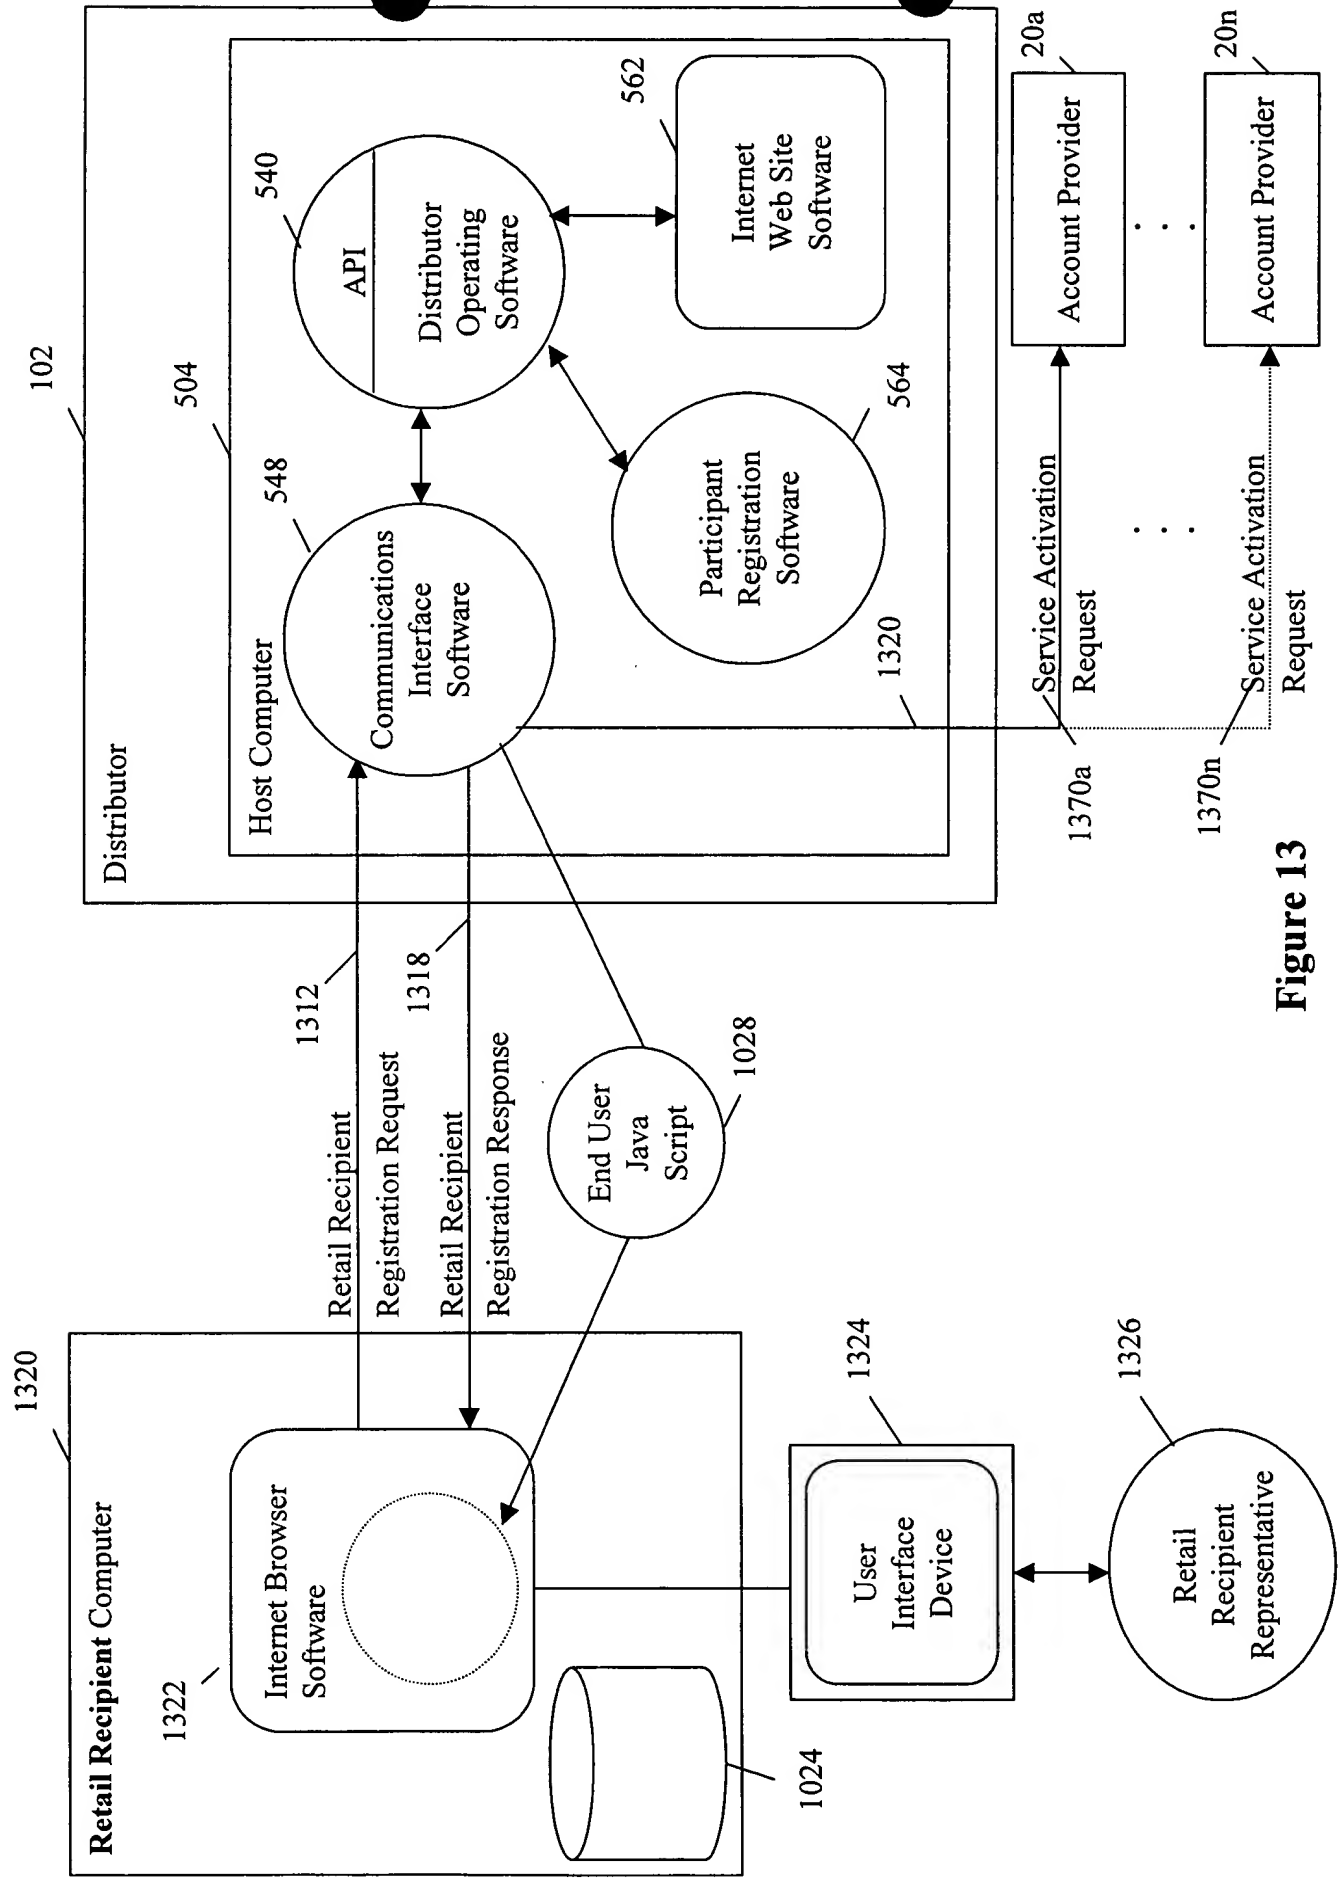 1320
Retail Recipient Computer
1322
Internet Browser
Software
1024
User
Interface
Device
1324
Retail
Recipient
Representative
1326
Retail Recipient
Registration Request
1312
Retail Recipient
Registration Response
1318
End User
Java
Script
1028
102
Distributor
504
Host Computer
548
Communications
Interface
Software
540
API
Distributor
Operating
Software
562
Internet
Web Site
Software
564
Participant
Registration
Software
1320
1370a
Service Activation
Request
20a
Account Provider
. . .
. . .
1370n
Service Activation
Request
20n
Account Provider
Figure 13